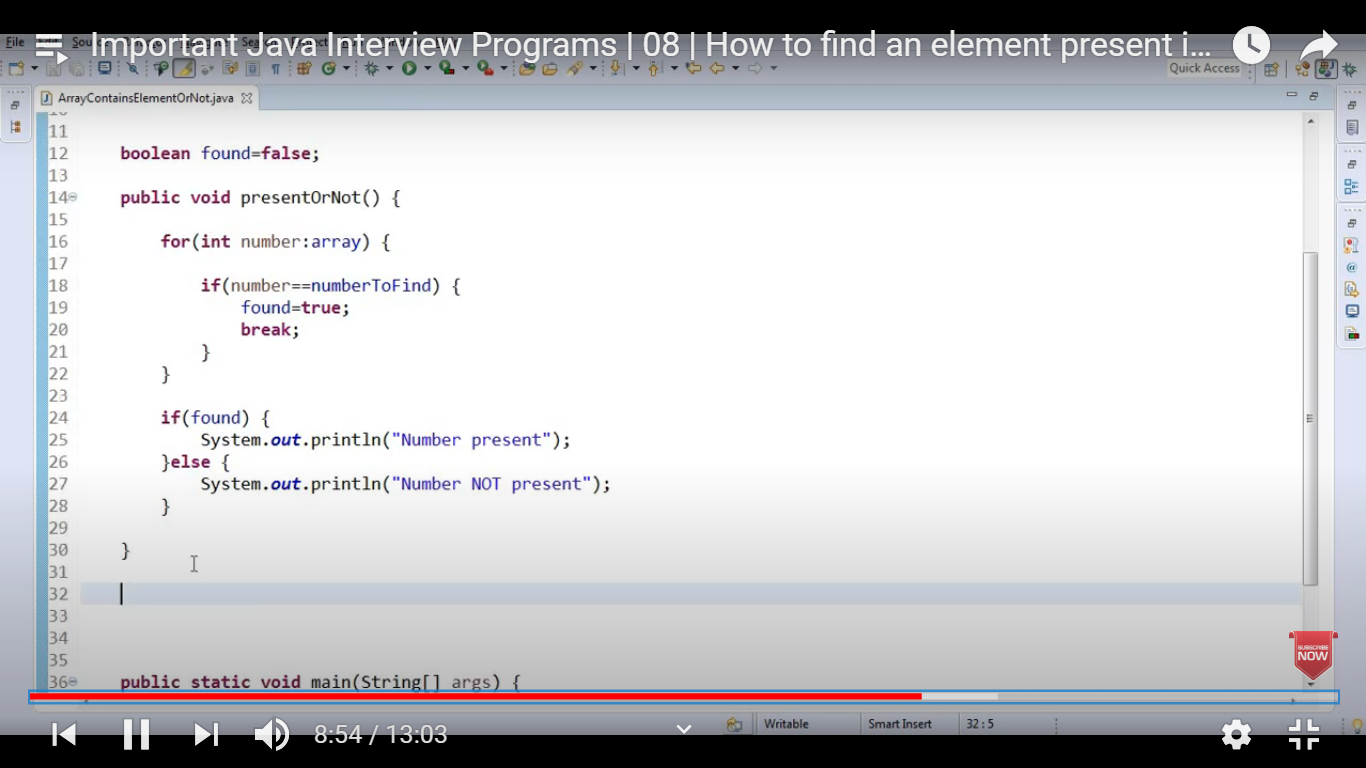 Important Java Interview Programs | 08 | How to find an element present i...
File
Quick Access
ArrayContainsElementOrNot.java
11
12 boolean found=false;
13
14 public void presentOrNot() {
15
16 for(int number:array) {
17
18 if(number==numberToFind) {
19 found=true;
20 break;
21 }
22 }
23
24 if(found) {
25 System.out.println("Number present");
26 }else {
27 System.out.println("Number NOT present");
28 }
29
30 }
31
32
33
34
35
36 public static void main(String[] args) {
SUBSCRIBE
NOW
8:54 / 13:03
Writable
Smart Insert
32 : 5